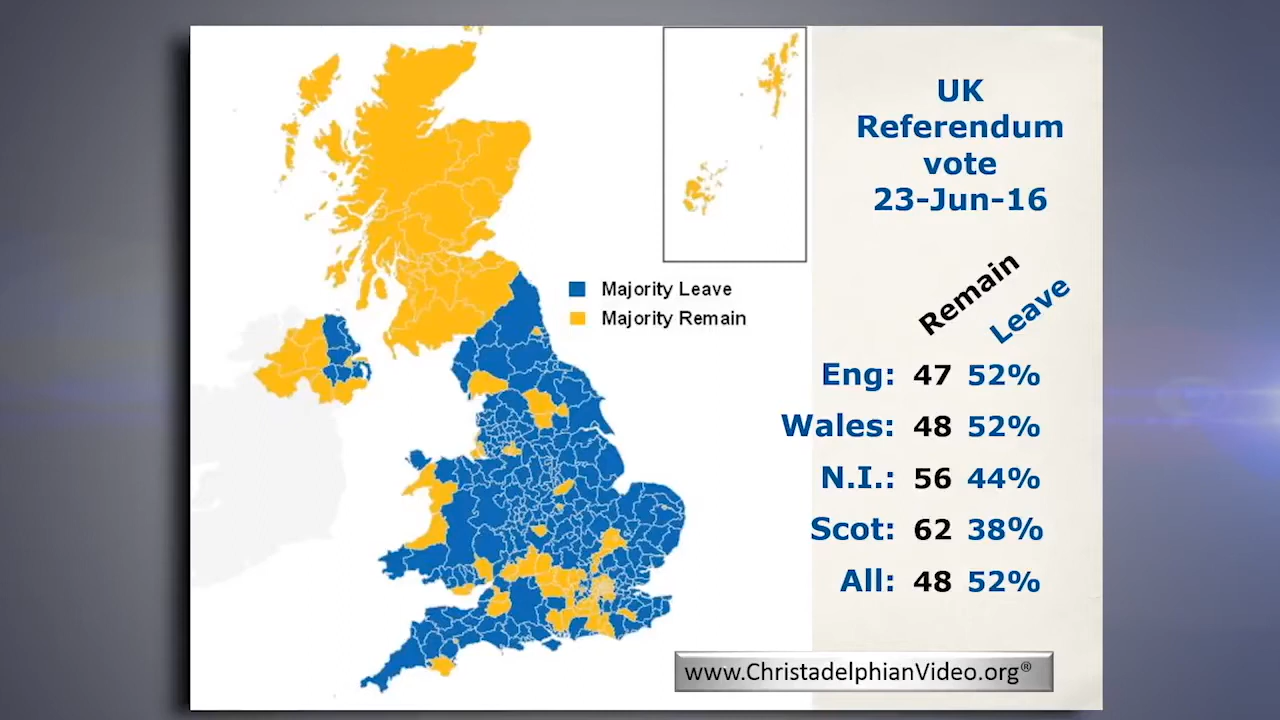 UK
Referendum
vote
23-Jun-16
Majority Leave
Majority Remain
Remain Leave
Eng: 47 52%
Wales: 48 52%
N.I.: 56 44%
Scot: 62 38%
All: 48 52%
www.ChristadelphianVideo.org®